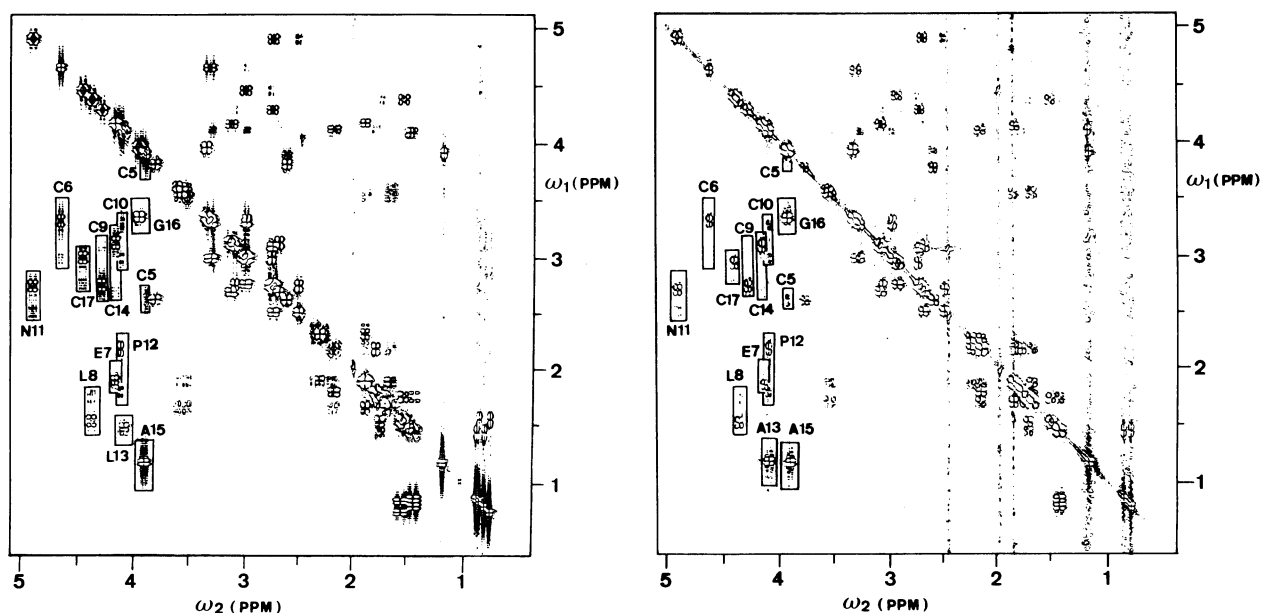 5
4
3
2
1
ω₁(PPM)
C5
C6
C10
C9
G16
C17
C14
C5
N11
E7
P12
L8
L13
A15
5
4
3
2
1
ω₂(PPM)
5
4
3
2
1
ω₁(PPM)
C5
C6
C10
C9
G16
C5
C17
C14
N11
E7
P12
L8
A13
A15
5
4
3
2
1
ω₂(PPM)